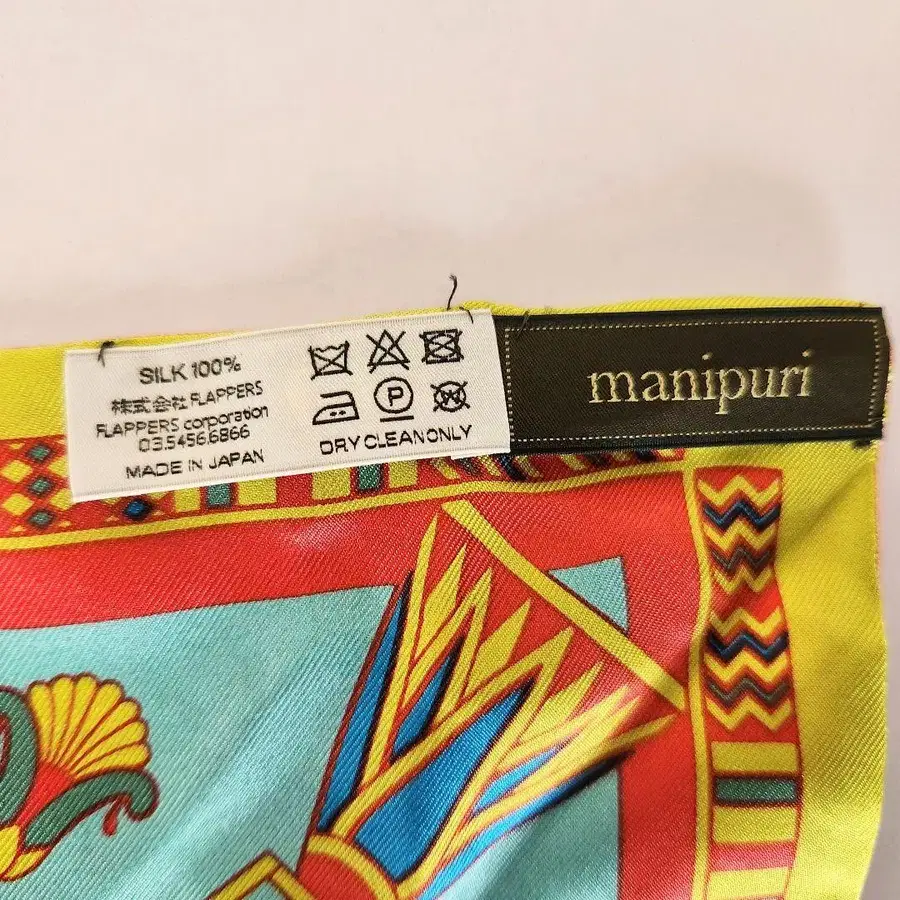 SILK 100%
株式会社 FLAPPERS
FLAPPERS corporation
03.5456.6866
MADE IN JAPAN
P
W
DRY CLEAN ONLY
manipuri